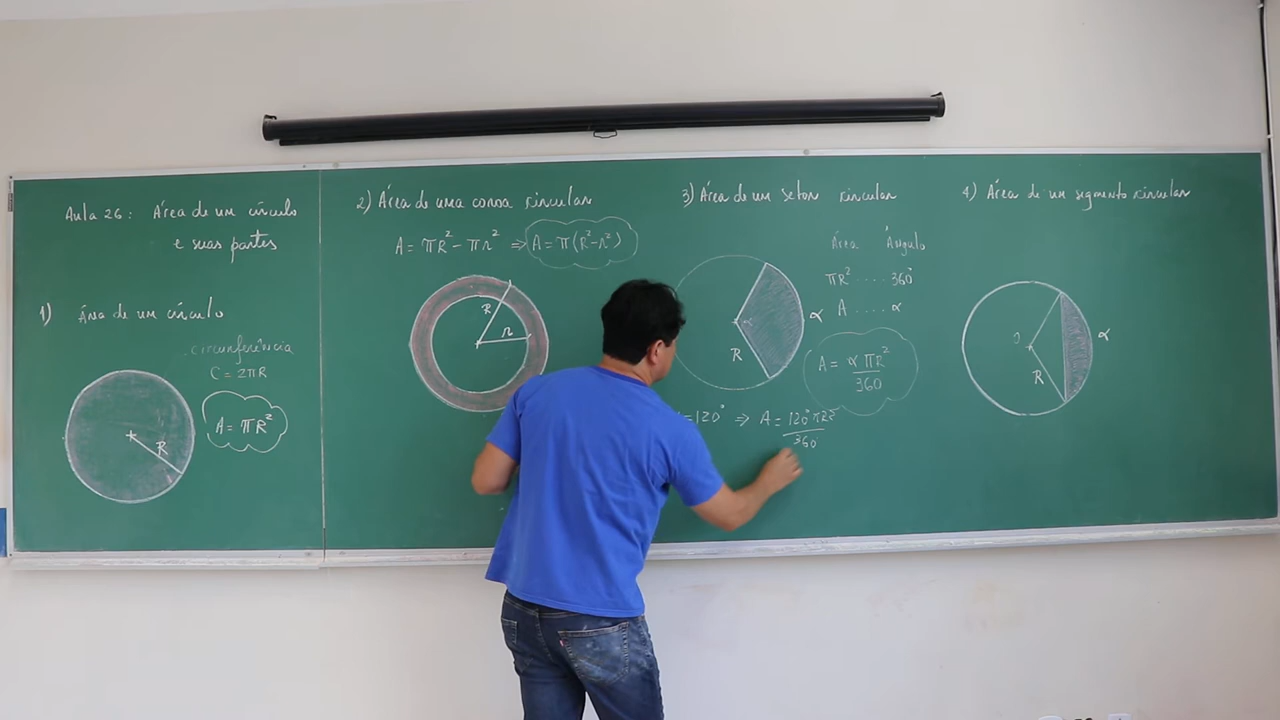 Aula 26: Área de um círculo
e suas partes
1) Área de um círculo
circunferência
C = 2πR
A = πR²
R
2) Área de uma coroa circular
A = πR² - πr² ⇒ A = π(R² - r²)
R
r
3) Área de um setor circular
Área Ângulo
πR² .... 360°
A .... α
α
R
A = απR²/360
= 120° ⇒ A = 120°πR²/360
4) Área de um segmento circular
α
R